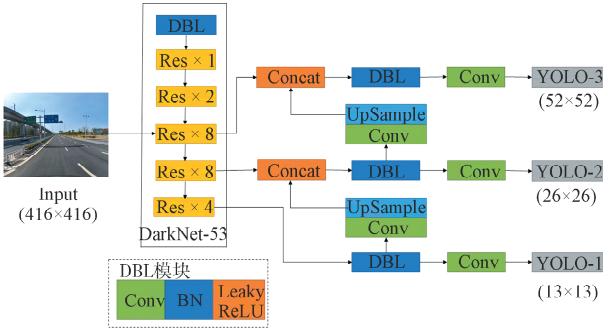 DBL
Res × 1
Res × 2
Res × 8
Res × 8
Res × 4
DarkNet-53
Input
(416×416)
Concat
DBL
Conv
YOLO-3
(52×52)
UpSample
Conv
Concat
DBL
Conv
YOLO-2
(26×26)
UpSample
Conv
DBL
Conv
YOLO-1
(13×13)
DBL模块
Conv
BN
Leaky
ReLU